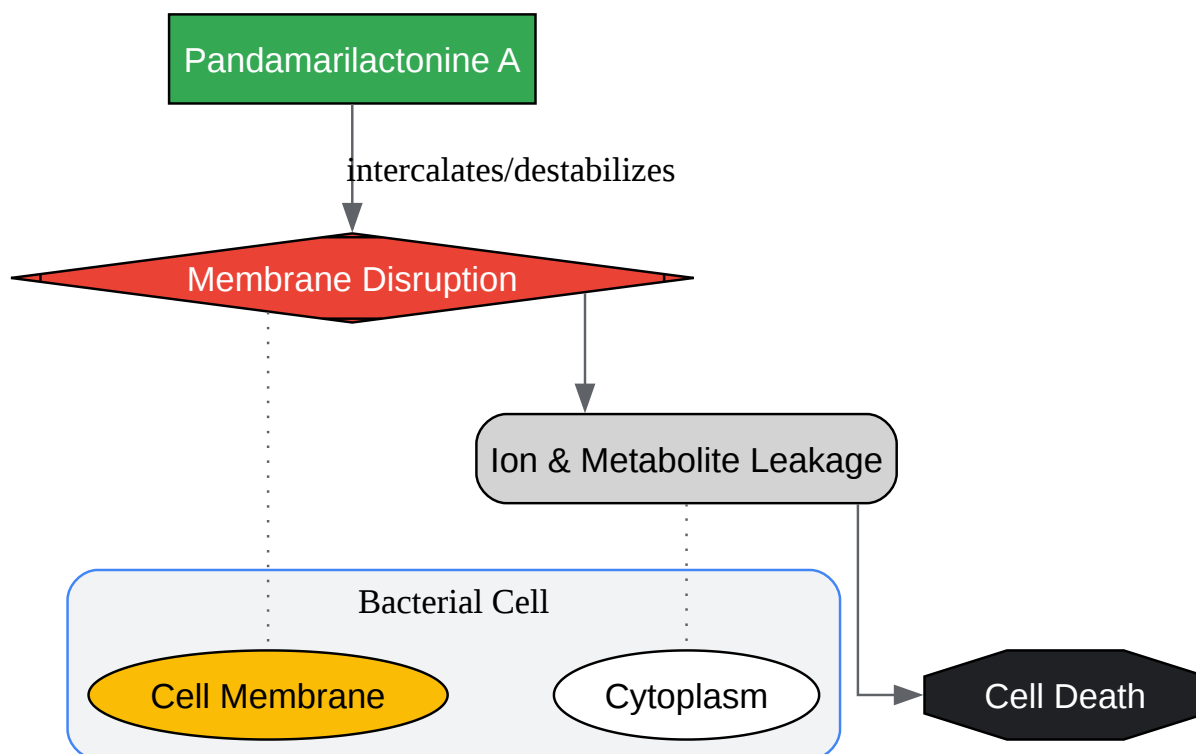 Pandamarilactonine A
intercalates/destabilizes
Membrane Disruption
Ion & Metabolite Leakage
Bacterial Cell
Cell Membrane
Cytoplasm
Cell Death